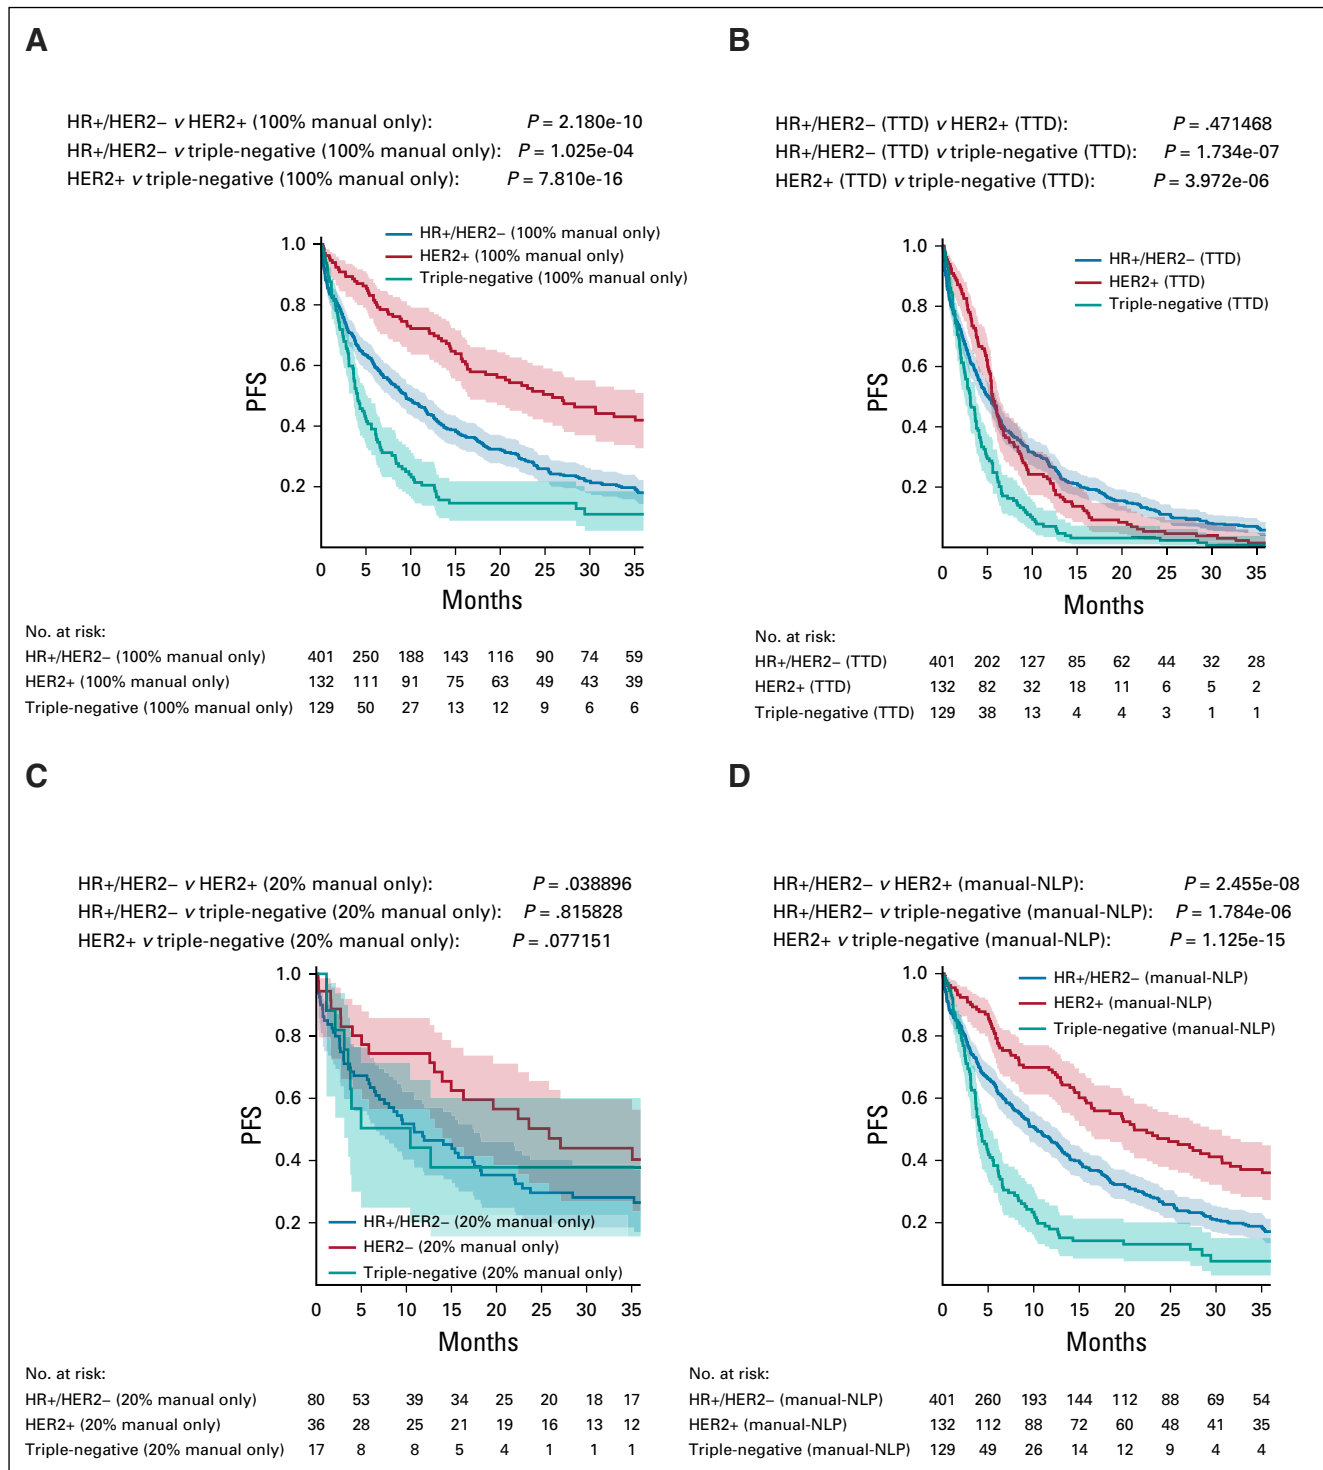 A
HR+/HER2− v HER2+ (100% manual only): P = 2.180e-10
HR+/HER2− v triple-negative (100% manual only): P = 1.025e-04
HER2+ v triple-negative (100% manual only): P = 7.810e-16
HR+/HER2− (100% manual only)
HER2+ (100% manual only)
Triple-negative (100% manual only)
1.0
0.8
0.6
0.4
0.2
PFS
0 5 10 15 20 25 30 35
Months
No. at risk:
HR+/HER2− (100% manual only) 401 250 188 143 116 90 74 59
HER2+ (100% manual only) 132 111 91 75 63 49 43 39
Triple-negative (100% manual only) 129 50 27 13 12 9 6 6
B
HR+/HER2− (TTD) v HER2+ (TTD): P = .471468
HR+/HER2− (TTD) v triple-negative (TTD): P = 1.734e-07
HER2+ (TTD) v triple-negative (TTD): P = 3.972e-06
HR+/HER2− (TTD)
HER2+ (TTD)
Triple-negative (TTD)
1.0
0.8
0.6
0.4
0.2
PFS
0 5 10 15 20 25 30 35
Months
No. at risk:
HR+/HER2− (TTD) 401 202 127 85 62 44 32 28
HER2+ (TTD) 132 82 32 18 11 6 5 2
Triple-negative (TTD) 129 38 13 4 4 3 1 1
C
HR+/HER2− v HER2+ (20% manual only): P = .038896
HR+/HER2− v triple-negative (20% manual only): P = .815828
HER2+ v triple-negative (20% manual only): P = .077151
1.0
0.8
0.6
0.4
0.2
PFS
HR+/HER2− (20% manual only)
HER2− (20% manual only)
Triple-negative (20% manual only)
0 5 10 15 20 25 30 35
Months
No. at risk:
HR+/HER2− (20% manual only) 80 53 39 34 25 20 18 17
HER2+ (20% manual only) 36 28 25 21 19 16 13 12
Triple-negative (20% manual only) 17 8 8 5 4 1 1 1
D
HR+/HER2− v HER2+ (manual-NLP): P = 2.455e-08
HR+/HER2− v triple-negative (manual-NLP): P = 1.784e-06
HER2+ v triple-negative (manual-NLP): P = 1.125e-15
HR+/HER2− (manual-NLP)
HER2+ (manual-NLP)
Triple-negative (manual-NLP)
1.0
0.8
0.6
0.4
0.2
PFS
0 5 10 15 20 25 30 35
Months
No. at risk:
HR+/HER2− (manual-NLP) 401 260 193 144 112 88 69 54
HER2+ (manual-NLP) 132 112 88 72 60 48 41 35
Triple-negative (manual-NLP) 129 49 26 14 12 9 4 4